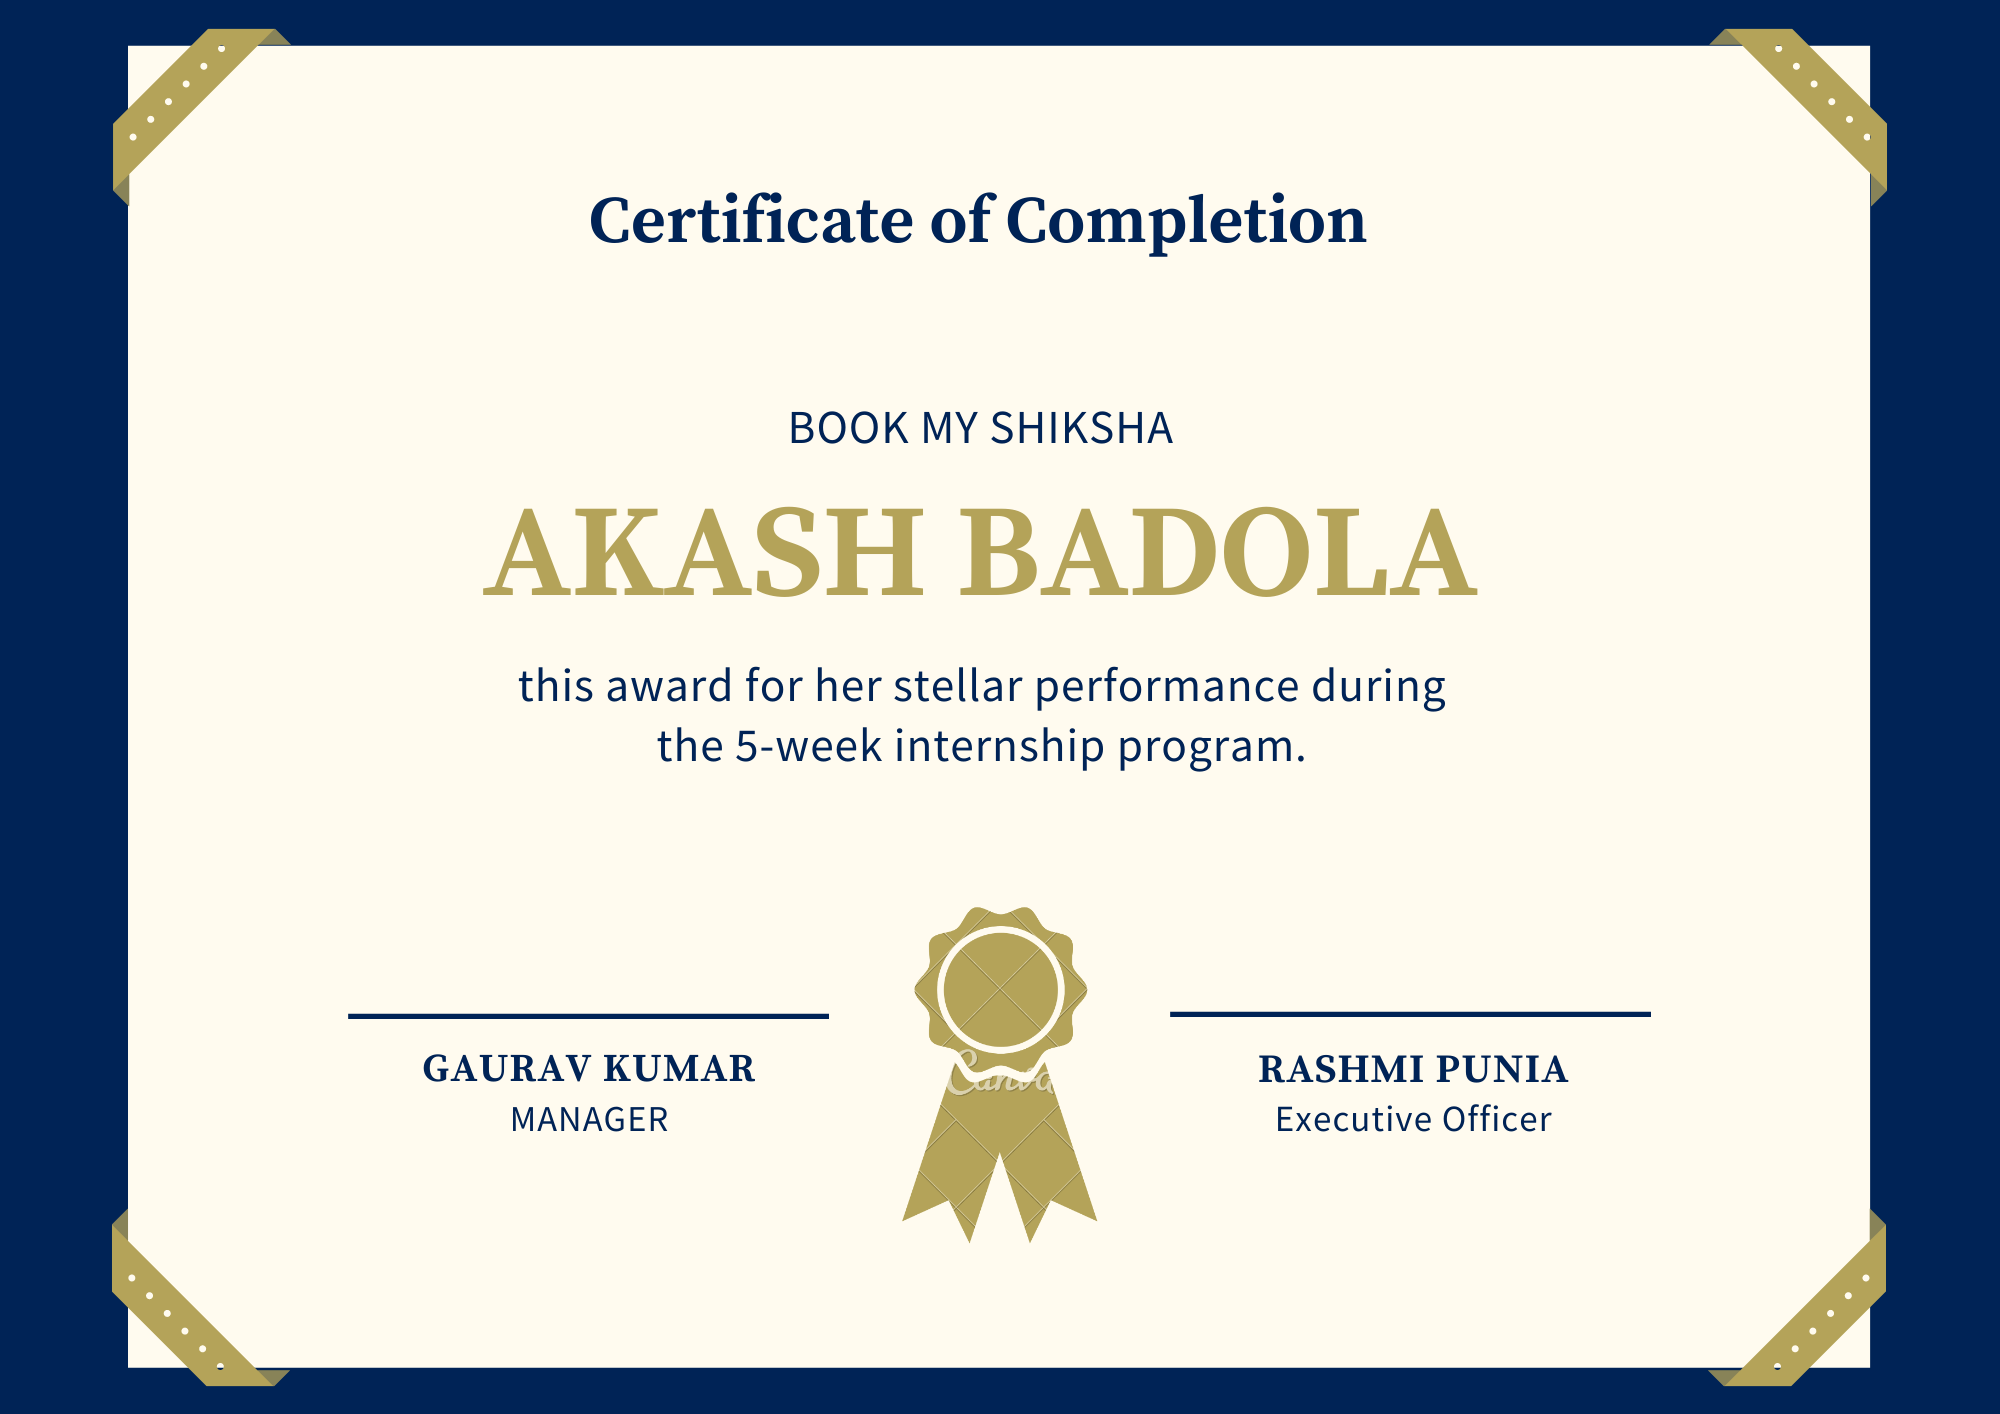 Certificate of Completion
BOOK MY SHIKSHA
AKASH BADOLA
this award for her stellar performance during
the 5-week internship program.
Canva
GAURAV KUMAR
MANAGER
RASHMI PUNIA
Executive Officer